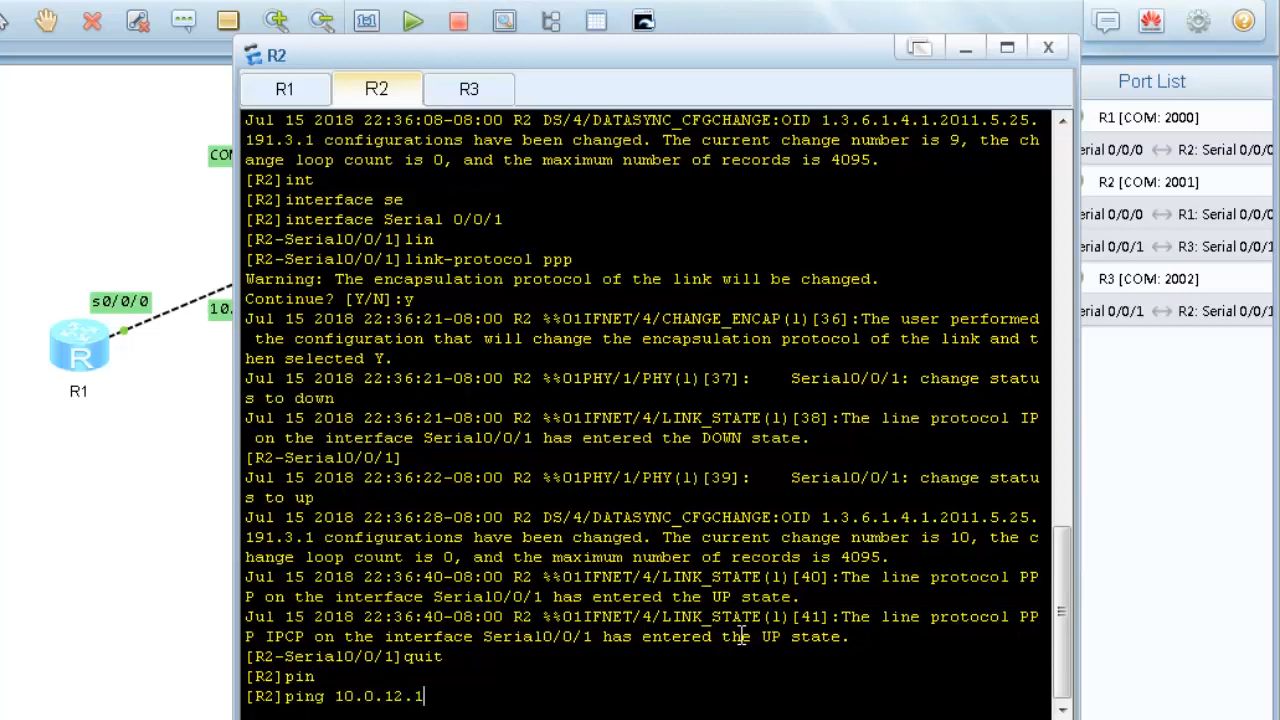 R2
R1 R2 R3
Port List
Jul 15 2018 22:36:08-08:00 R2 DS/4/DATASYNC_CFGCHANGE:OID 1.3.6.1.4.1.2011.5.25.
191.3.1 configurations have been changed. The current change number is 9, the ch
ange loop count is 0, and the maximum number of records is 4095.
[R2]int
[R2]interface se
[R2]interface Serial 0/0/1
[R2-Serial0/0/1]lin
[R2-Serial0/0/1]link-protocol ppp
Warning: The encapsulation protocol of the link will be changed.
Continue? [Y/N]:y
Jul 15 2018 22:36:21-08:00 R2 %%01IFNET/4/CHANGE_ENCAP(l)[36]:The user performed
 the configuration that will change the encapsulation protocol of the link and t
hen selected Y.
Jul 15 2018 22:36:21-08:00 R2 %%01PHY/1/PHY(l)[37]:    Serial0/0/1: change statu
s to down
Jul 15 2018 22:36:21-08:00 R2 %%01IFNET/4/LINK_STATE(l)[38]:The line protocol IP
 on the interface Serial0/0/1 has entered the DOWN state.
[R2-Serial0/0/1]
Jul 15 2018 22:36:22-08:00 R2 %%01PHY/1/PHY(l)[39]:    Serial0/0/1: change statu
s to up
Jul 15 2018 22:36:28-08:00 R2 DS/4/DATASYNC_CFGCHANGE:OID 1.3.6.1.4.1.2011.5.25.
191.3.1 configurations have been changed. The current change number is 10, the c
hange loop count is 0, and the maximum number of records is 4095.
Jul 15 2018 22:36:40-08:00 R2 %%01IFNET/4/LINK_STATE(l)[40]:The line protocol PP
P on the interface Serial0/0/1 has entered the UP state.
Jul 15 2018 22:36:40-08:00 R2 %%01IFNET/4/LINK_STATE(l)[41]:The line protocol PP
P IPCP on the interface Serial0/0/1 has entered the UP state.
[R2-Serial0/0/1]quit
[R2]pin
[R2]ping 10.0.12.1
CO
s0/0/0
10.
R
R1
R1 [COM: 2000]
erial 0/0/0 ↔ R2: Serial 0/0/0
R2 [COM: 2001]
erial 0/0/0 ↔ R1: Serial 0/0/0
erial 0/0/1 ↔ R3: Serial 0/0/1
R3 [COM: 2002]
erial 0/0/1 ↔ R2: Serial 0/0/1